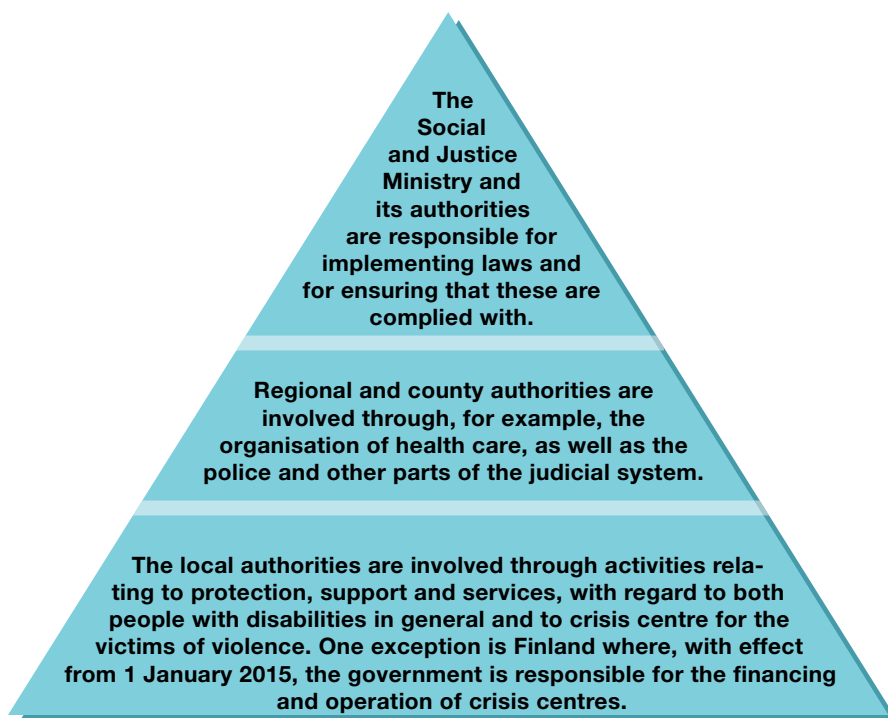 The
Social
and Justice
Ministry and
its authorities
are responsible for
implementing laws and
for ensuring that these are
complied with.
Regional and county authorities are
involved through, for example, the
organisation of health care, as well as the
police and other parts of the judicial system.
The local authorities are involved through activities rela-
ting to protection, support and services, with regard to both
people with disabilities in general and to crisis centre for the
victims of violence. One exception is Finland where, with effect
from 1 January 2015, the government is responsible for the financing
and operation of crisis centres.